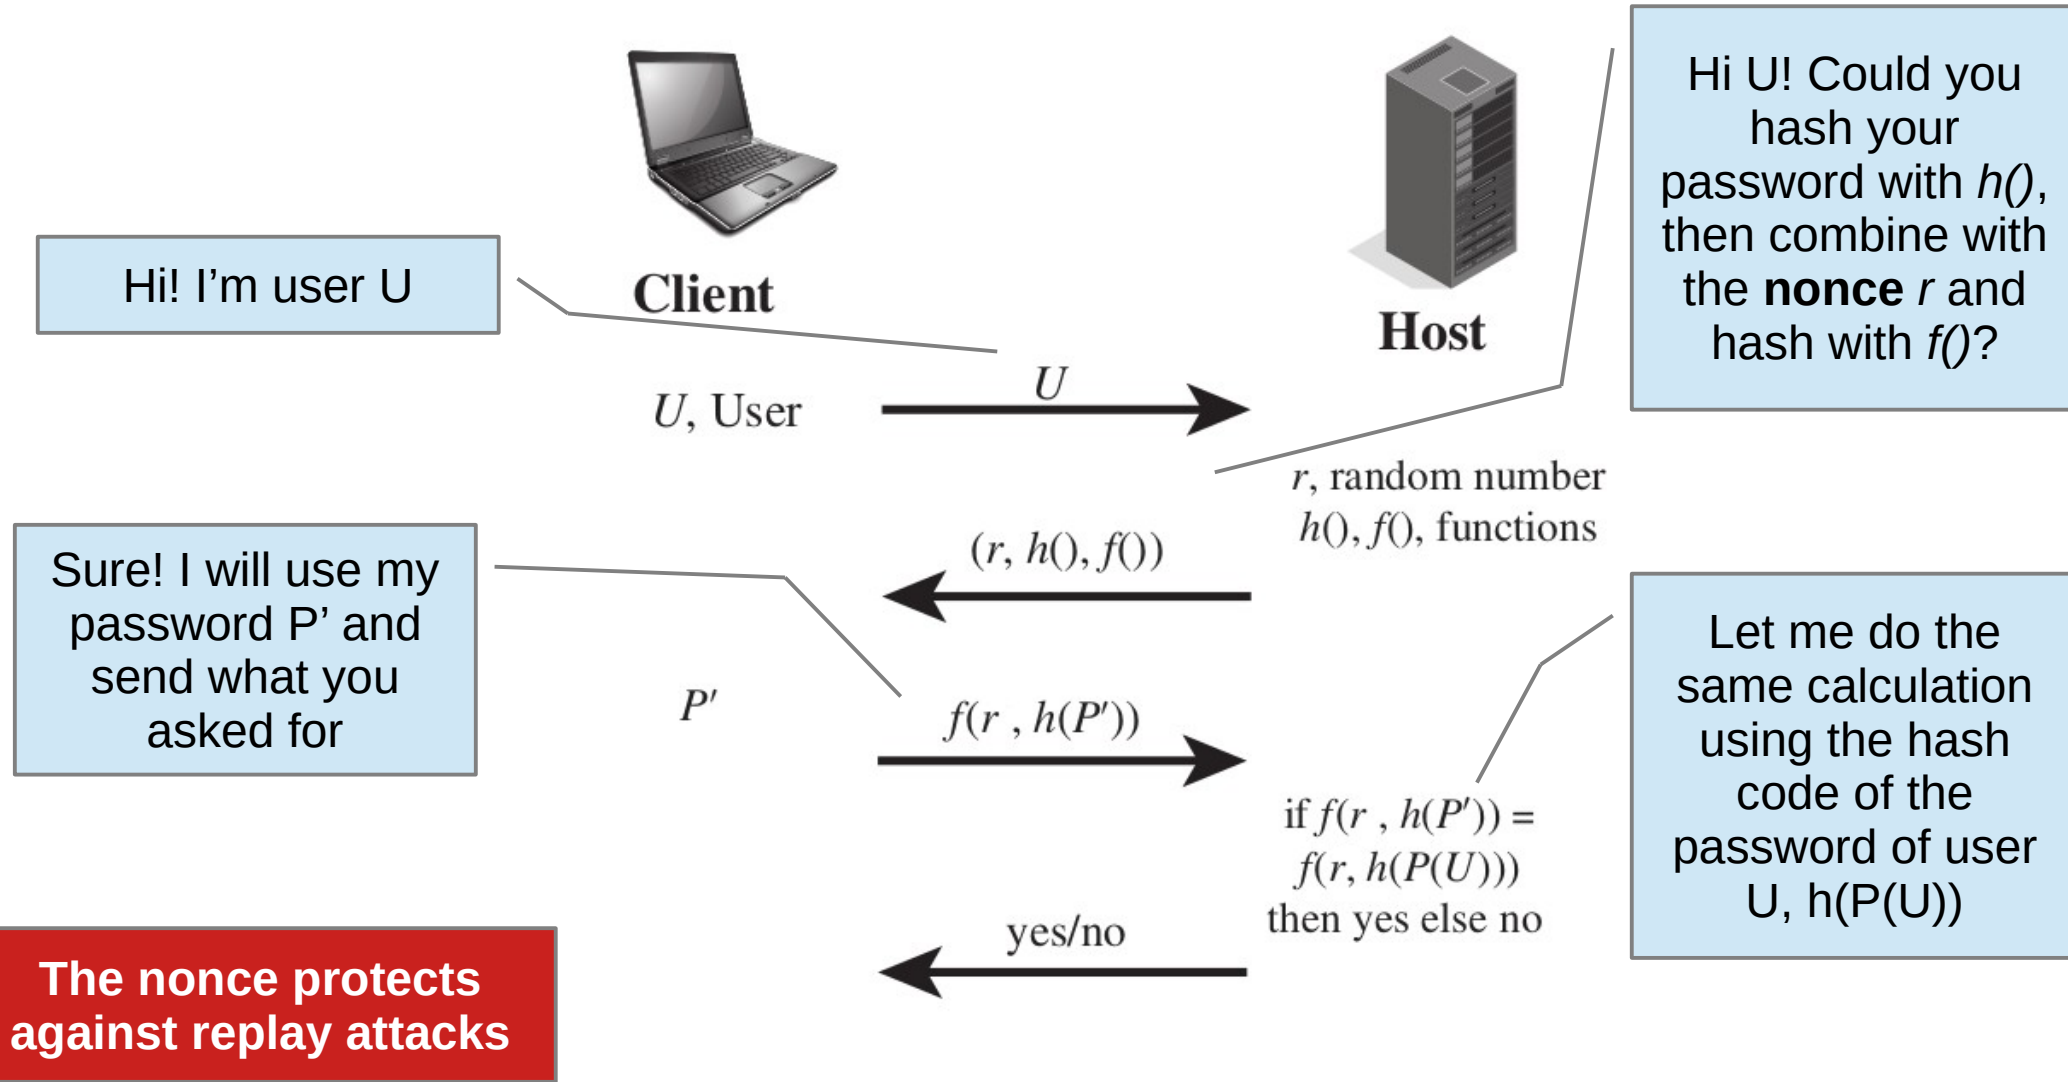 Hi! I’m user U
Client
Host
Hi U! Could you
hash your
password with h(),
then combine with
the nonce r and
hash with f()?
U, User
U
r, random number
h(), f(), functions
(r, h(), f())
Sure! I will use my
password P’ and
send what you
asked for
P′
f(r , h(P′))
if f(r , h(P′)) =
f(r, h(P(U)))
then yes else no
Let me do the
same calculation
using the hash
code of the
password of user
U, h(P(U))
yes/no
The nonce protects
against replay attacks